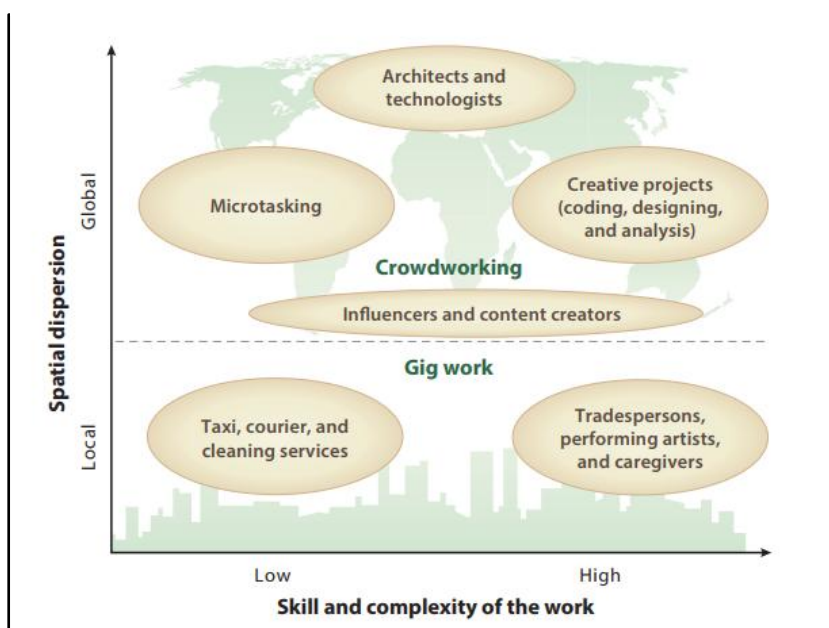 Architects and
technologists
Global
Microtasking
Creative projects
(coding, designing,
and analysis)
Crowdworking
Influencers and content creators
Spatial dispersion
Gig work
Local
Taxi, courier, and
cleaning services
Tradespersons,
performing artists,
and caregivers
Low
High
Skill and complexity of the work